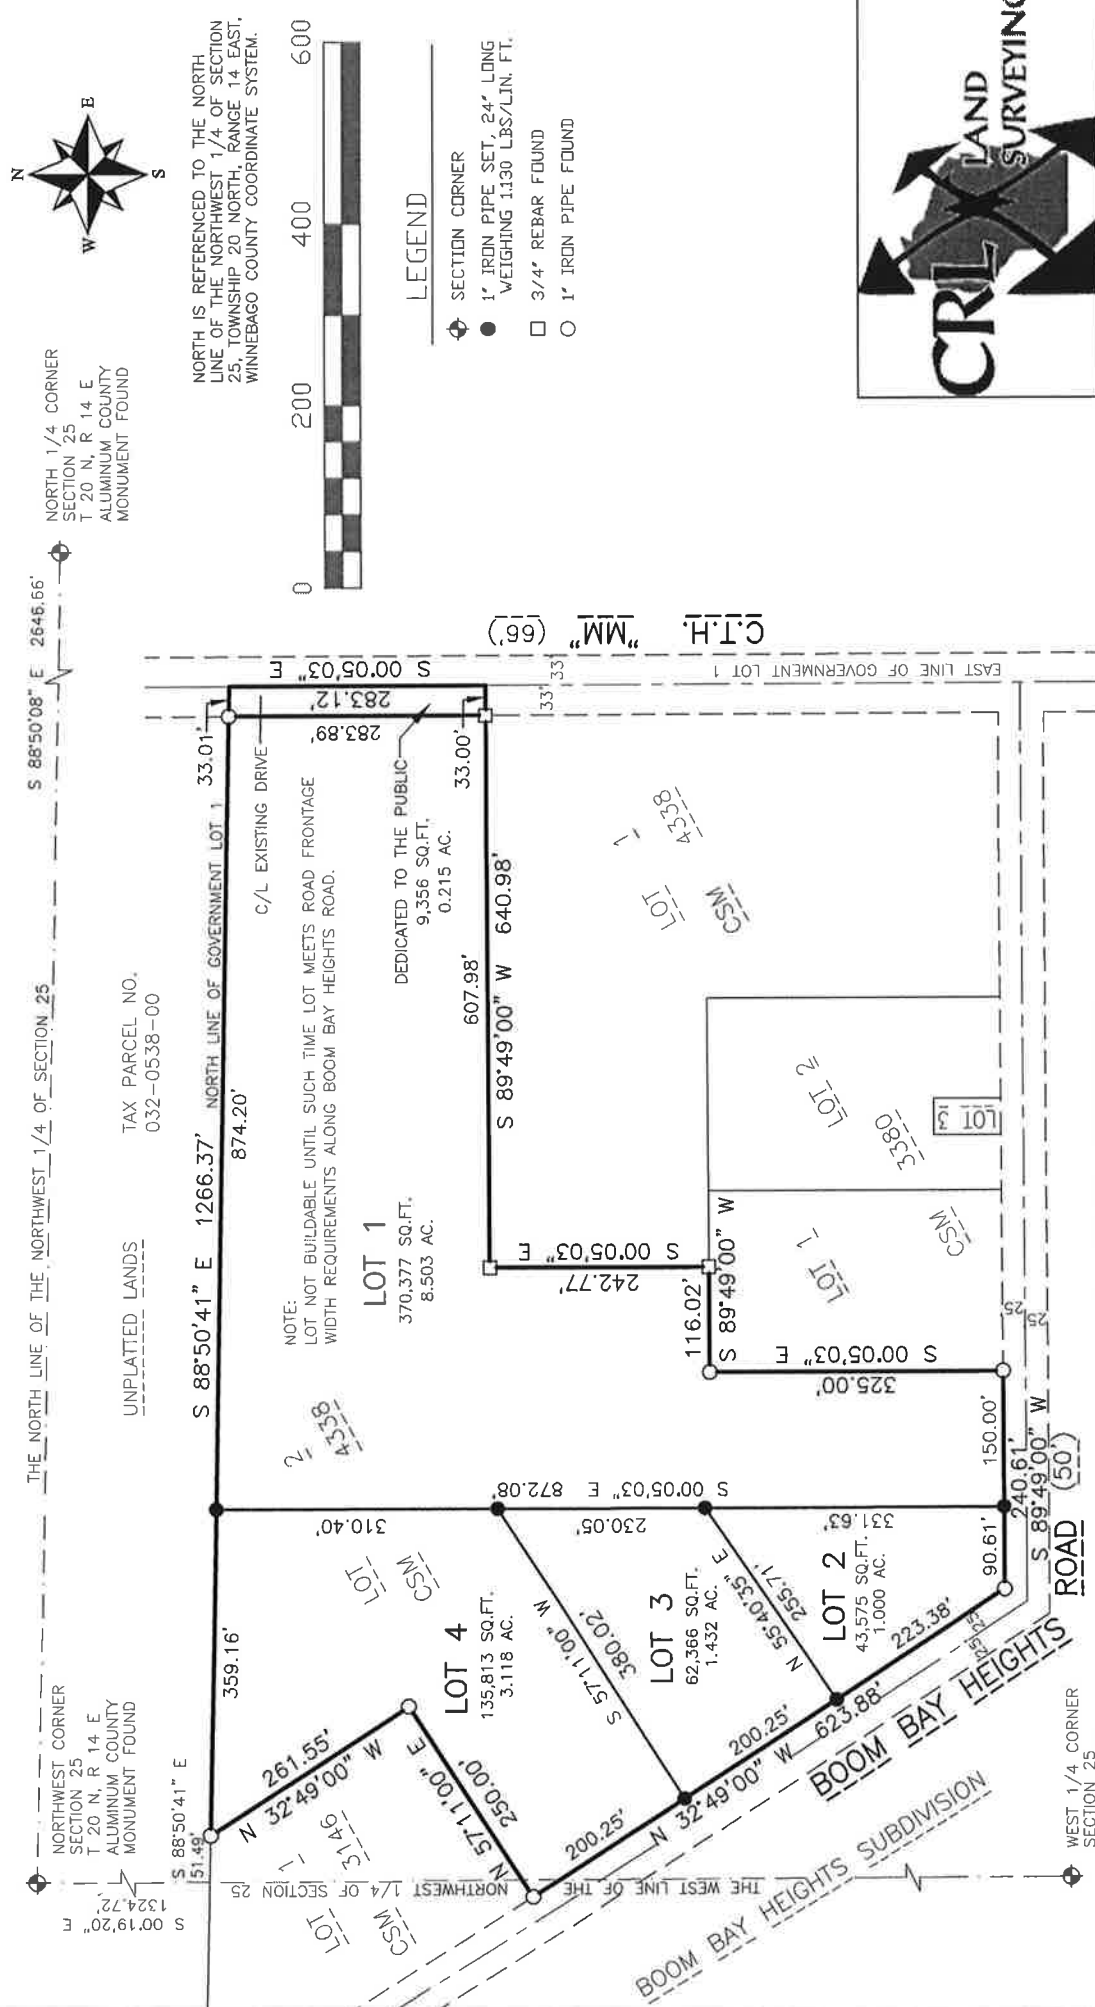 THE NORTH LINE OF THE NORTHWEST 1/4 OF SECTION 25
S 88°50'08" E 2646.66'
NORTHWEST CORNER
SECTION 25
T 20 N, R 14 E
ALUMINUM COUNTY
MONUMENT FOUND
NORTH 1/4 CORNER
SECTION 25
T 20 N, R 14 E
ALUMINUM COUNTY
MONUMENT FOUND
N
W
E
S
NORTH IS REFERENCED TO THE NORTH
LINE OF THE NORTHWEST 1/4 OF SECTION
25, TOWNSHIP 20 NORTH, RANGE 14 EAST,
WINNEBAGO COUNTY COORDINATE SYSTEM.
0
200
400
600
LEGEND
SECTION CORNER
1" IRON PIPE SET, 24" LONG
WEIGHING 1.130 LBS/LIN. FT.
3/4" REBAR FOUND
1" IRON PIPE FOUND
CRL
LAND
SURVEYING
S 00°19'20" E
1324.72'
S 88°50'41" E
51.49'
UNPLATTED LANDS
TAX PARCEL NO.
032-0538-00
S 88°50'41" E 1266.37'
NORTH LINE OF GOVERNMENT LOT 1
359.16'
874.20'
33.01'
C/L EXISTING DRIVE
283.89'
283.12'
S 00°05'03" E
NOTE:
LOT NOT BUILDABLE UNTIL SUCH TIME LOT MEETS ROAD FRONTAGE
WIDTH REQUIREMENTS ALONG BOOM BAY HEIGHTS ROAD.
DEDICATED TO THE PUBLIC
9,356 SQ.FT.
0.215 AC.
33.00'
LOT 1
370,377 SQ.FT.
8.503 AC.
607.98'
S 89°49'00" W 640.98'
C.T.H. "MM" (66')
33'
33'
EAST LINE OF GOVERNMENT LOT 1
261.55'
N 32°49'00" W
LOT 1
CSM 3146
N 57°11'00" E
250.00'
LOT 2
CSM 4338
310.40'
S 00°05'03" E 872.08'
230.05'
331.63'
LOT 4
135,813 SQ.FT.
3.118 AC.
S 57°11'00" W
380.02'
LOT 3
62,366 SQ.FT.
1.432 AC.
N 55°40'35" E
255.71'
LOT 2
43,575 SQ.FT.
1.000 AC.
242.77'
S 00°05'03" E
116.02'
S 89°49'00" W
325.00'
S 00°05'03" E
LOT 1
CSM 4338
LOT 1
LOT 2
CSM 3380
LOT 3
200.25'
200.25'
223.38'
N 32°49'00" W 623.88'
25'
25'
90.61'
150.00'
240.61'
S 89°49'00" W
25'
25'
BOOM BAY HEIGHTS ROAD (50')
BOOM BAY HEIGHTS SUBDIVISION
THE WEST LINE OF THE NORTHWEST 1/4 OF SECTION 25
WEST 1/4 CORNER
SECTION 25